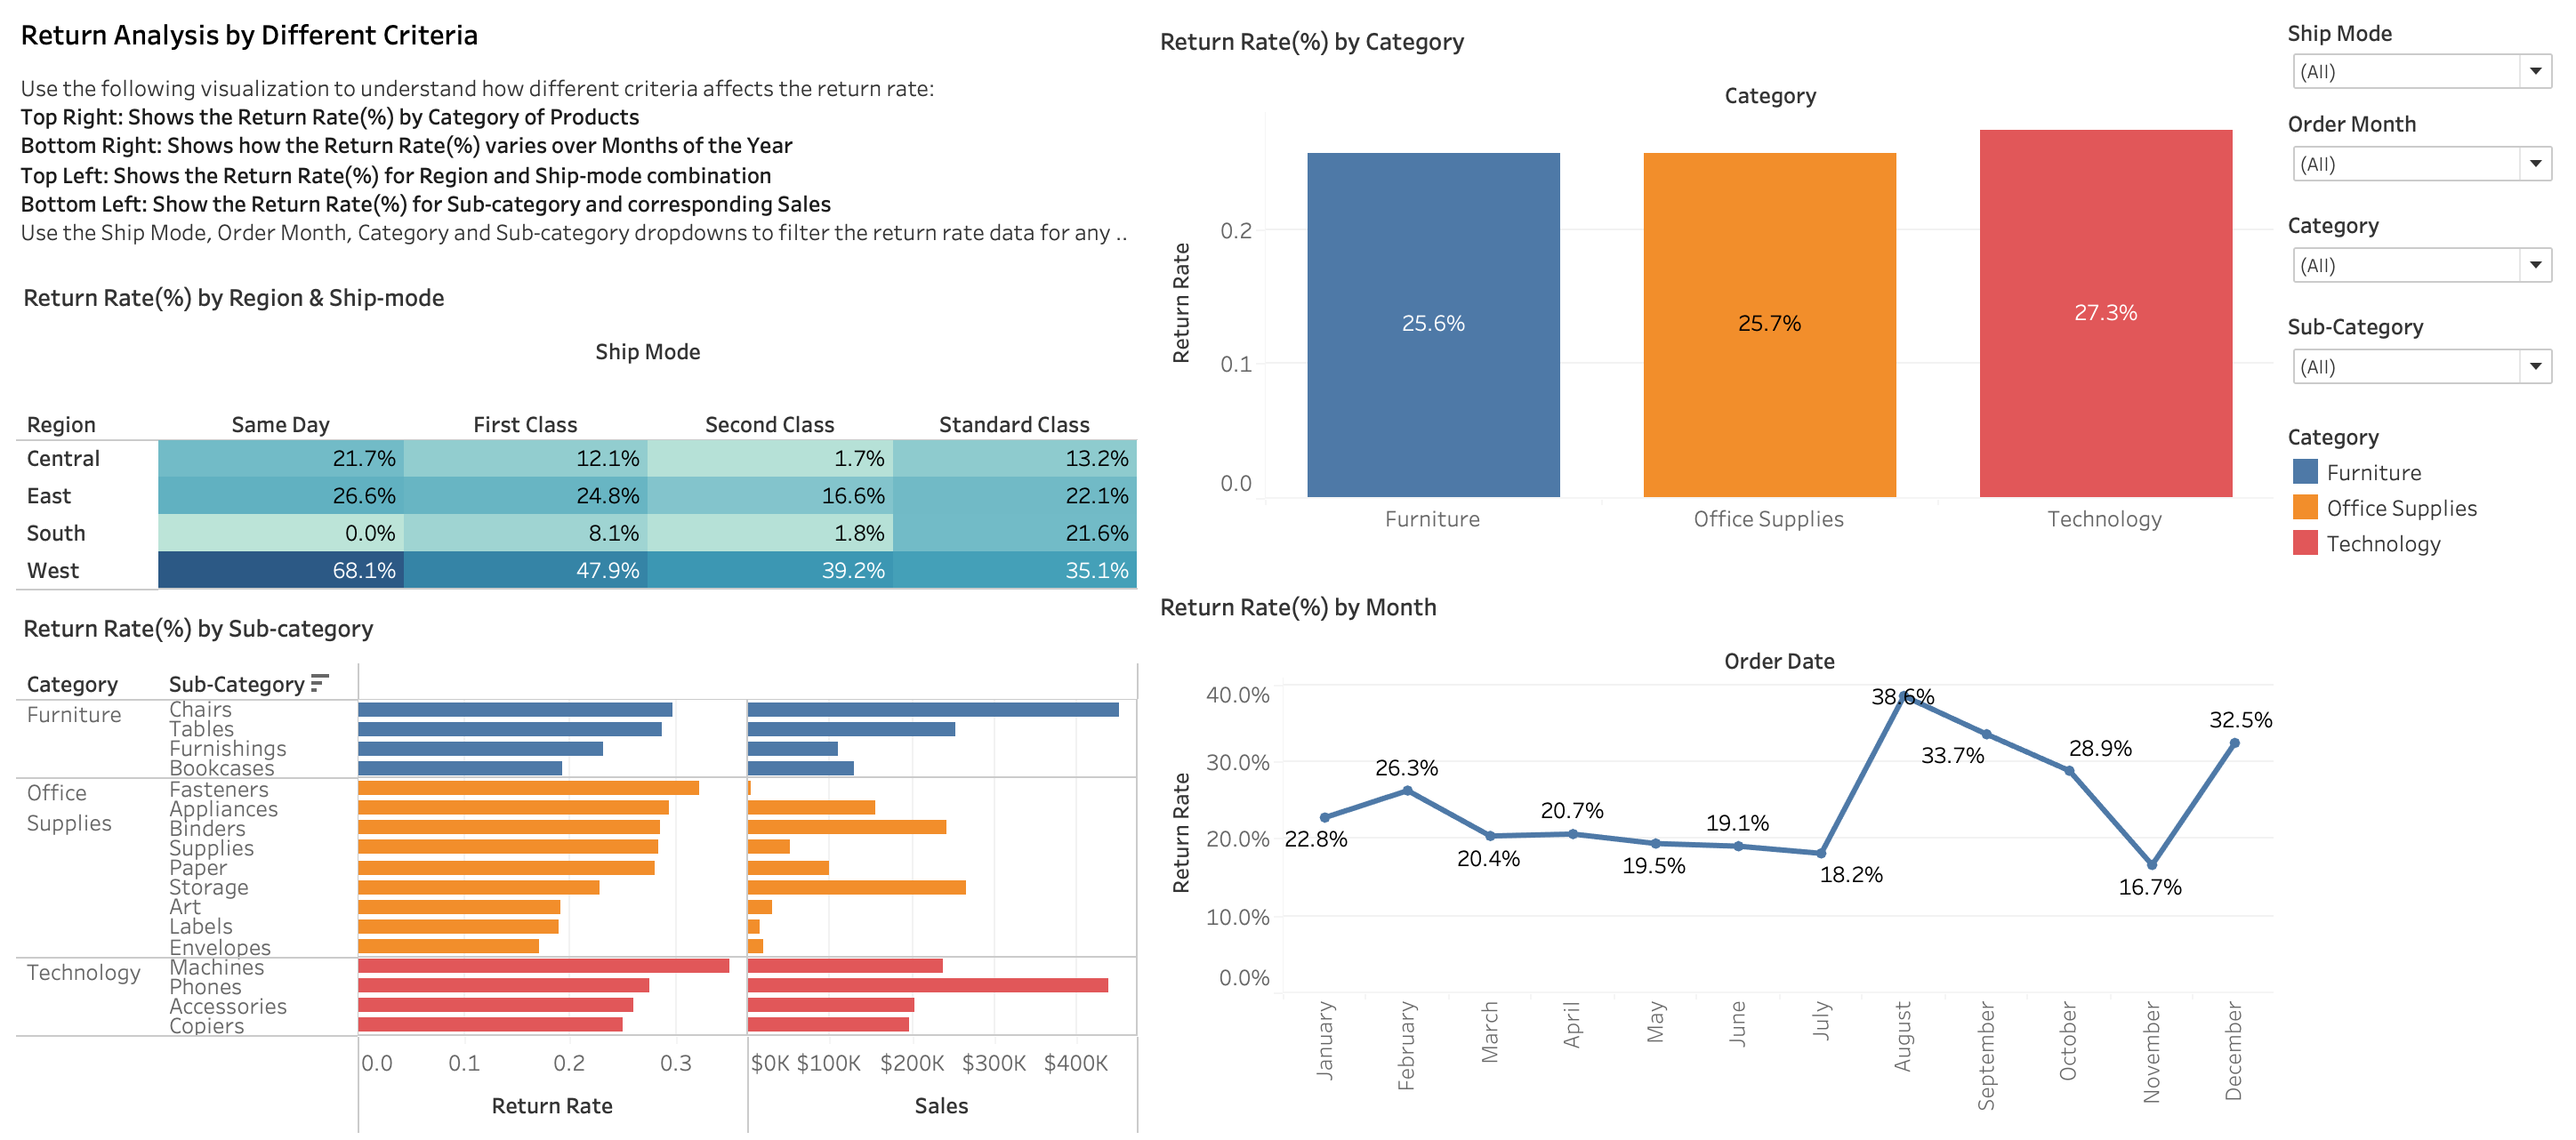 Return Analysis by Different Criteria
Use the following visualization to understand how different criteria affects the return rate:
Top Right: Shows the Return Rate(%) by Category of Products
Bottom Right: Shows how the Return Rate(%) varies over Months of the Year
Top Left: Shows the Return Rate(%) for Region and Ship-mode combination
Bottom Left: Show the Return Rate(%) for Sub-category and corresponding Sales
Use the Ship Mode, Order Month, Category and Sub-category dropdowns to filter the return rate data for any ..
Return Rate(%) by Region & Ship-mode
Ship Mode
Region Same Day First Class Second Class Standard Class
Central 21.7% 12.1% 1.7% 13.2%
East 26.6% 24.8% 16.6% 22.1%
South 0.0% 8.1% 1.8% 21.6%
West 68.1% 47.9% 39.2% 35.1%
Return Rate(%) by Sub-category
Category Sub-Category
Furniture Chairs
Tables
Furnishings
Bookcases
Office Supplies Fasteners
Appliances
Binders
Supplies
Paper
Storage
Art
Labels
Envelopes
Technology Machines
Phones
Accessories
Copiers
0.0 0.1 0.2 0.3 $0K $100K $200K $300K $400K
Return Rate Sales
Return Rate(%) by Category
Category
Return Rate
0.2
0.1
0.0
25.6% 25.7% 27.3%
Furniture Office Supplies Technology
Return Rate(%) by Month
Order Date
Return Rate
40.0%
30.0%
20.0%
10.0%
0.0%
22.8% 26.3% 20.4% 20.7% 19.5% 19.1% 18.2% 38.6% 33.7% 28.9% 16.7% 32.5%
January February March April May June July August September October November December
Ship Mode
(All)
Order Month
(All)
Category
(All)
Sub-Category
(All)
Category
Furniture
Office Supplies
Technology